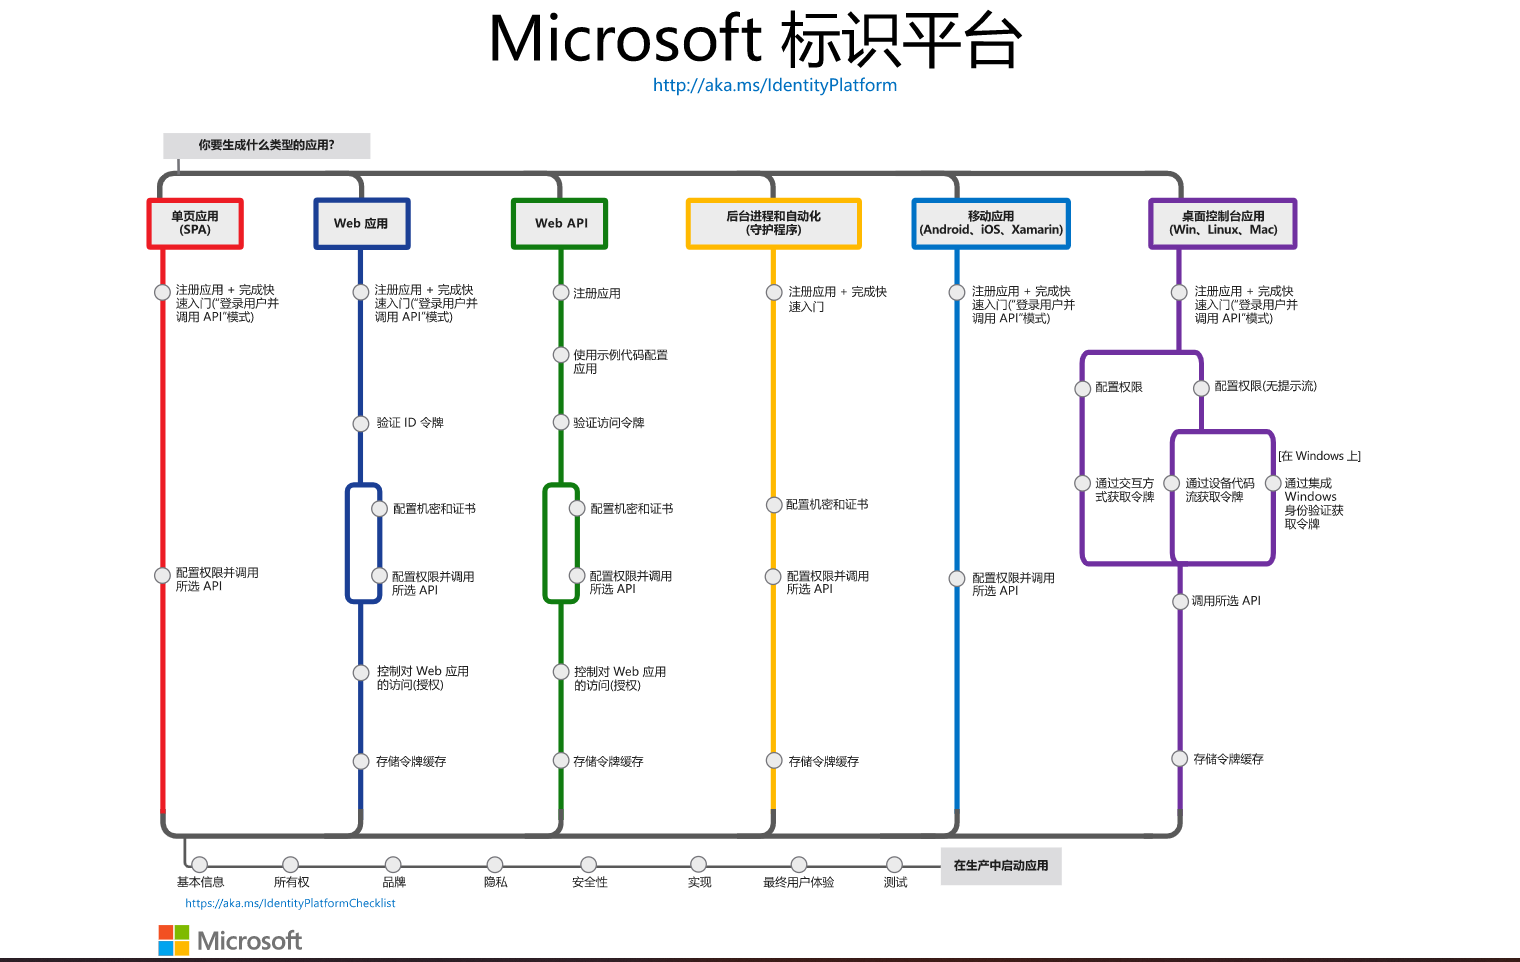 Microsoft 标识平台
http://aka.ms/IdentityPlatform
你要生成什么类型的应用?
单页应用
(SPA)
Web 应用
Web API
后台进程和自动化
(守护程序)
移动应用
(Android、iOS、Xamarin)
桌面控制台应用
(Win、Linux、Mac)
注册应用 + 完成快
速入门(“登录用户并
调用 API”模式)
配置权限并调用
所选 API
注册应用 + 完成快
速入门(“登录用户并
调用 API”模式)
验证 ID 令牌
配置机密和证书
配置权限并调用
所选 API
控制对 Web 应用
的访问(授权)
存储令牌缓存
注册应用
使用示例代码配置
应用
验证访问令牌
配置机密和证书
配置权限并调用
所选 API
控制对 Web 应用
的访问(授权)
存储令牌缓存
注册应用 + 完成快
速入门
配置机密和证书
配置权限并调用
所选 API
存储令牌缓存
注册应用 + 完成快
速入门(“登录用户并
调用 API”模式)
配置权限并调用
所选 API
注册应用 + 完成快
速入门(“登录用户并
调用 API”模式)
配置权限
配置权限(无提示流)
[在 Windows 上]
通过交互方
式获取令牌
通过设备代码
流获取令牌
通过集成
Windows
身份验证获
取令牌
调用所选 API
存储令牌缓存
基本信息
所有权
品牌
隐私
安全性
实现
最终用户体验
测试
在生产中启动应用
https://aka.ms/IdentityPlatformChecklist
Microsoft